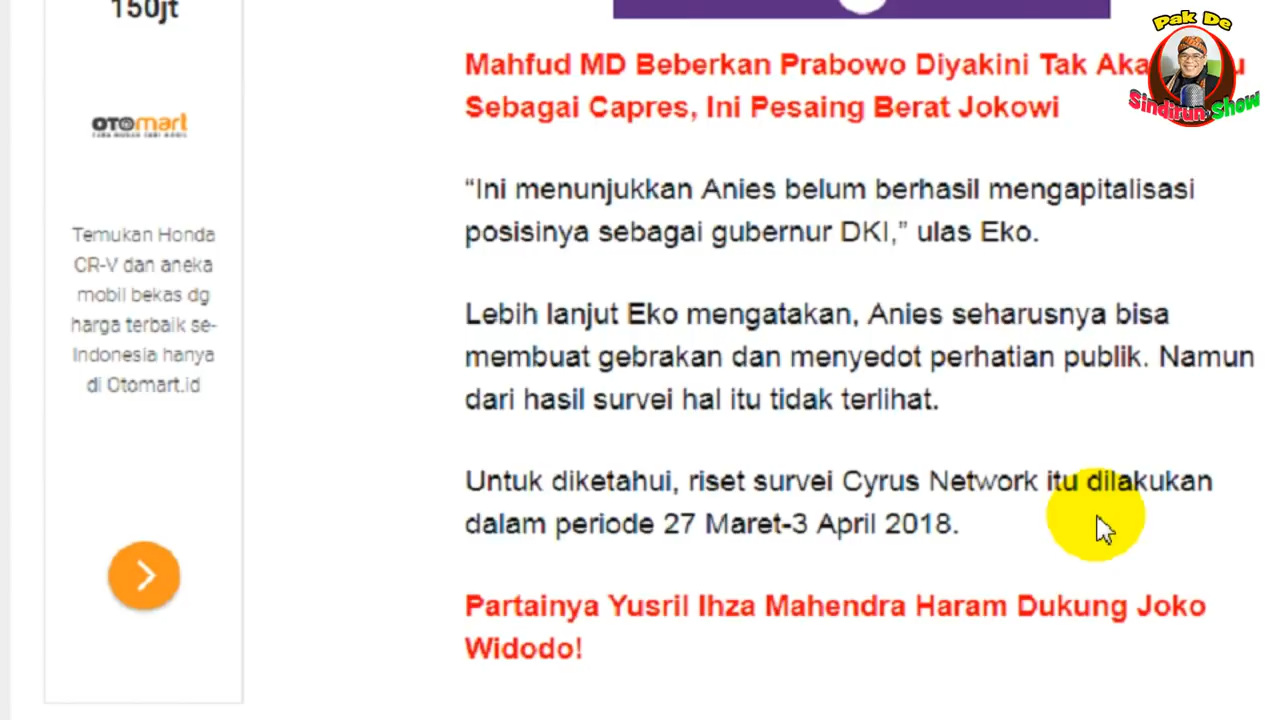 150jt
OTOmart
Temukan Honda
CR-V dan aneka
mobil bekas dg
harga terbaik se-
Indonesia hanya
di Otomart.id
Pak De
Sindirun Show
Mahfud MD Beberkan Prabowo Diyakini Tak
Sebagai Capres, Ini Pesaing Berat Jokowi
“Ini menunjukkan Anies belum berhasil mengapitalisasi
posisinya sebagai gubernur DKI,” ulas Eko.
Lebih lanjut Eko mengatakan, Anies seharusnya bisa
membuat gebrakan dan menyedot perhatian publik. Namun
dari hasil survei hal itu tidak terlihat.
Untuk diketahui, riset survei Cyrus Network itu dilakukan
dalam periode 27 Maret-3 April 2018.
Partainya Yusril Ihza Mahendra Haram Dukung Joko
Widodo!